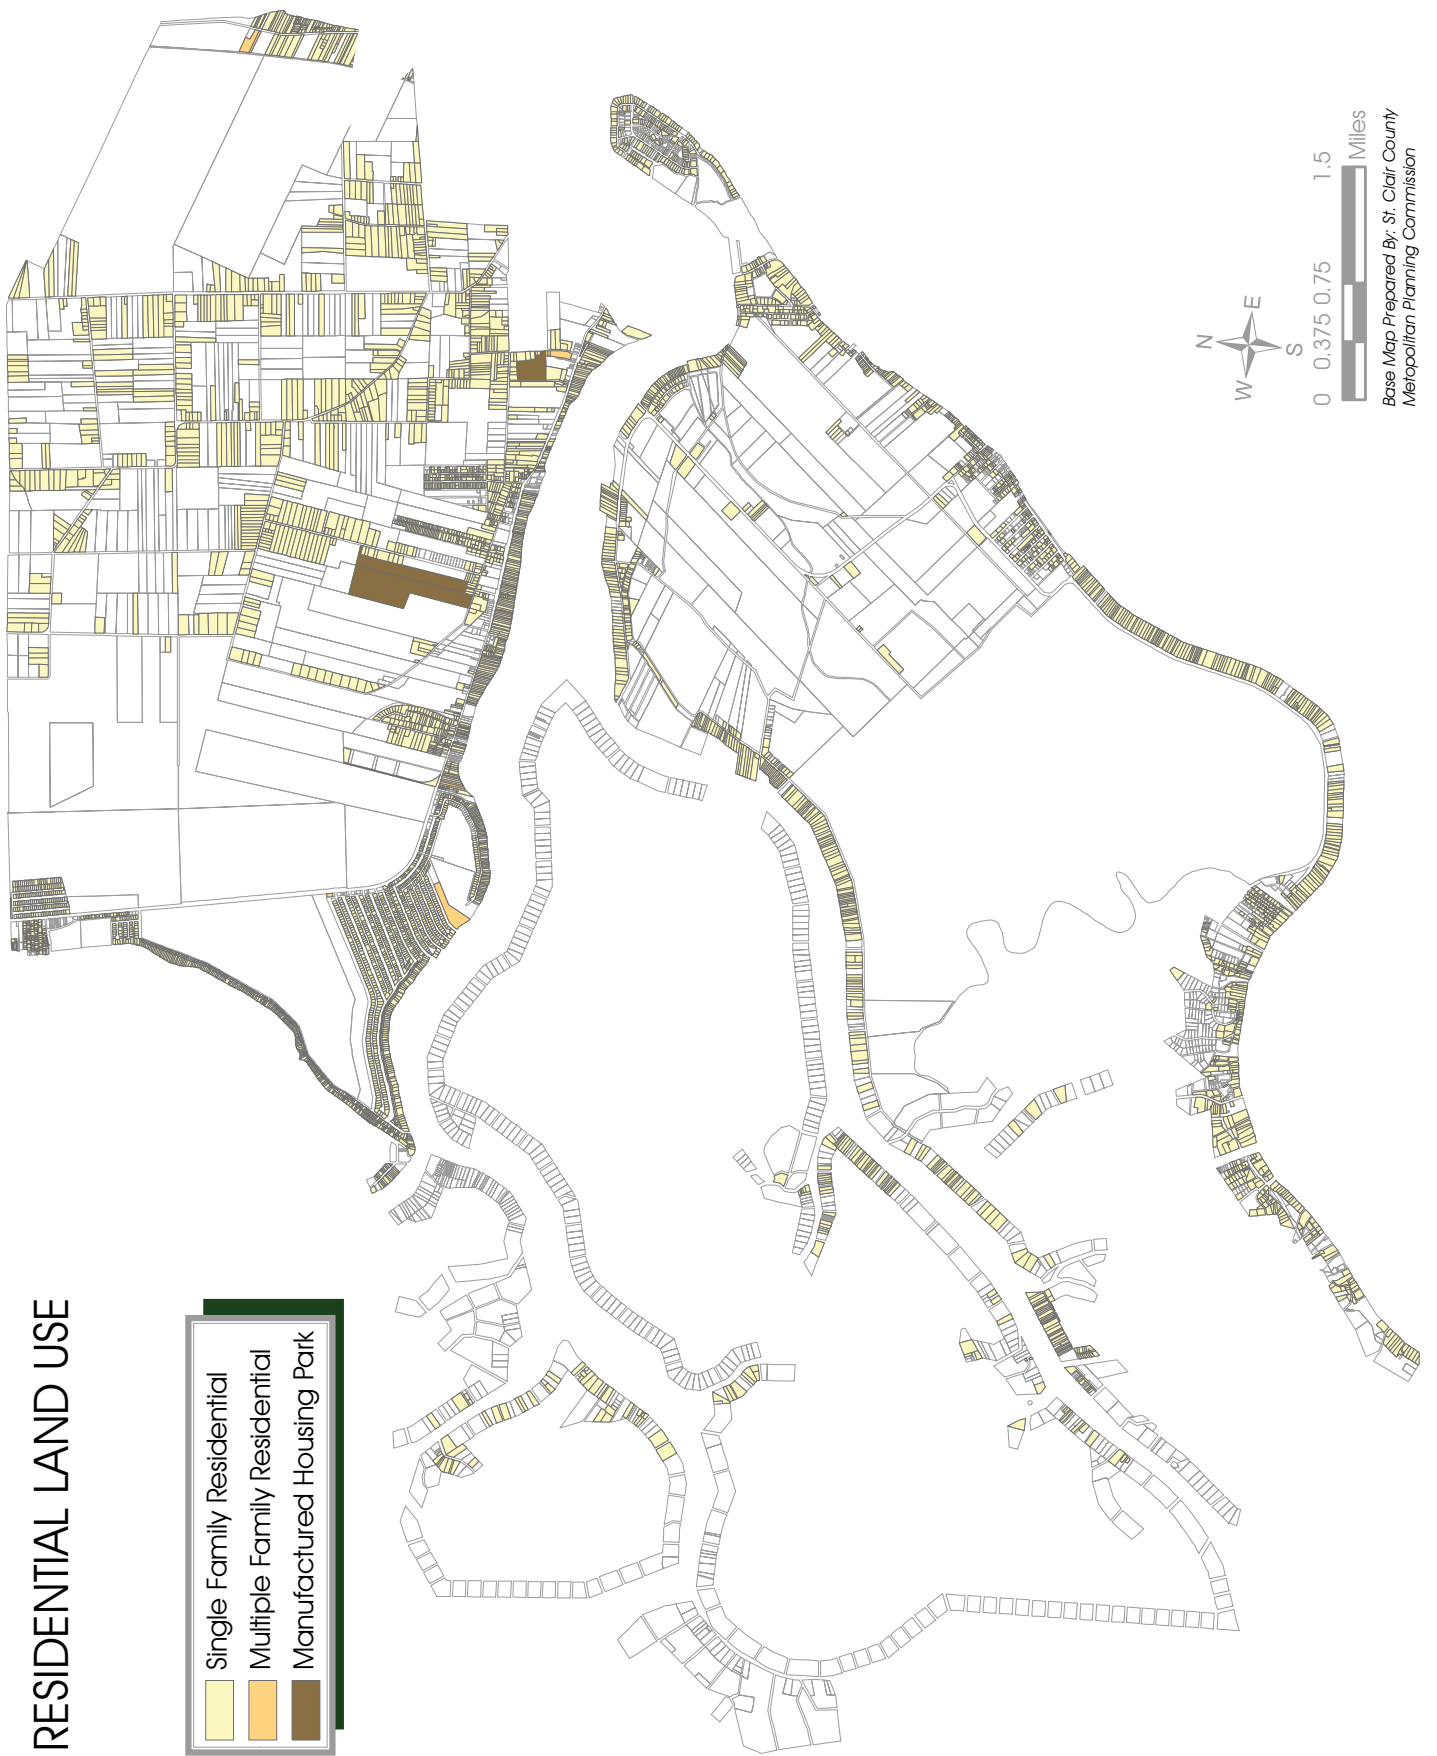 RESIDENTIAL LAND USE
Single Family Residential
Multiple Family Residential
Manufactured Housing Park
N
W E
S
0 0.375 0.75 1.5
Miles
Base Map Prepared By: St. Clair County
Metopolitan Planning Commission